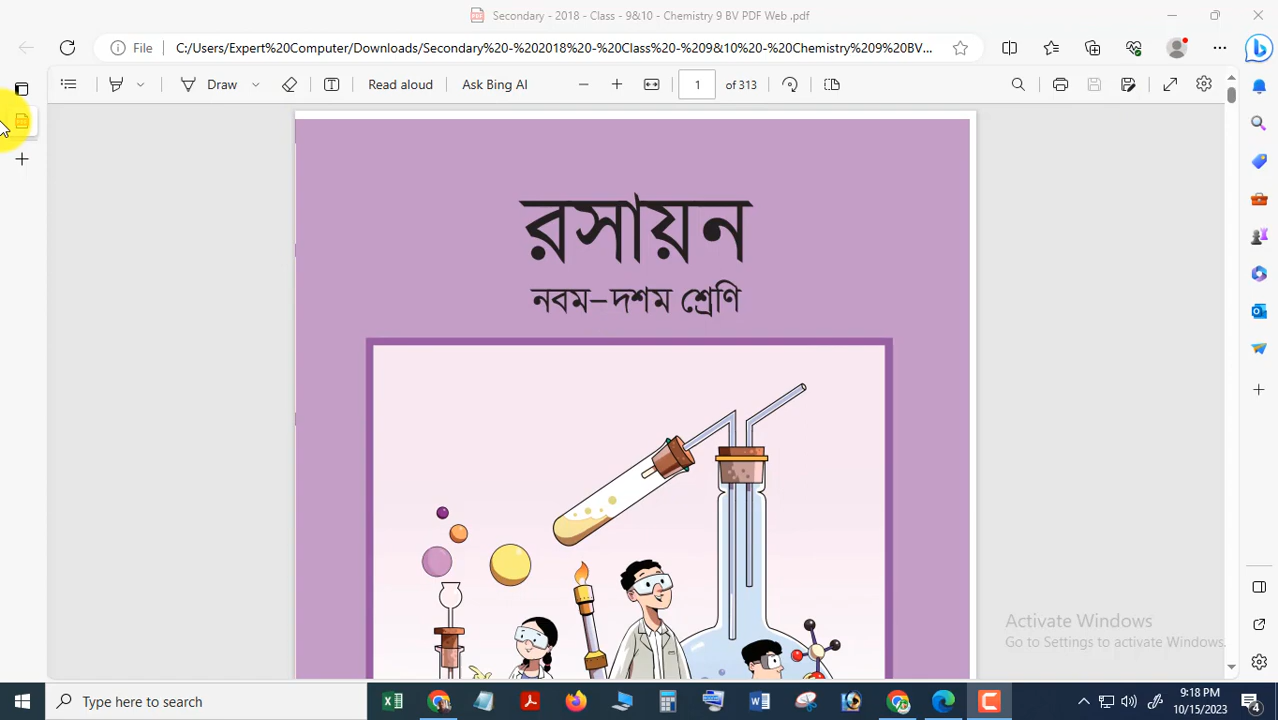 Secondary - 2018 - Class - 9&10 - Chemistry 9 BV PDF Web .pdf
File
C:/Users/Expert%20Computer/Downloads/Secondary%20-%202018%20-%20Class%20-%209&10%20-%20Chemistry%209%20BV...
Draw
Read aloud
Ask Bing AI
1
of 313
রসায়ন
নবম–দশম শ্রেণি
Activate Windows
Go to Settings to activate Windows.
Type here to search
9:18 PM
10/15/2023
4